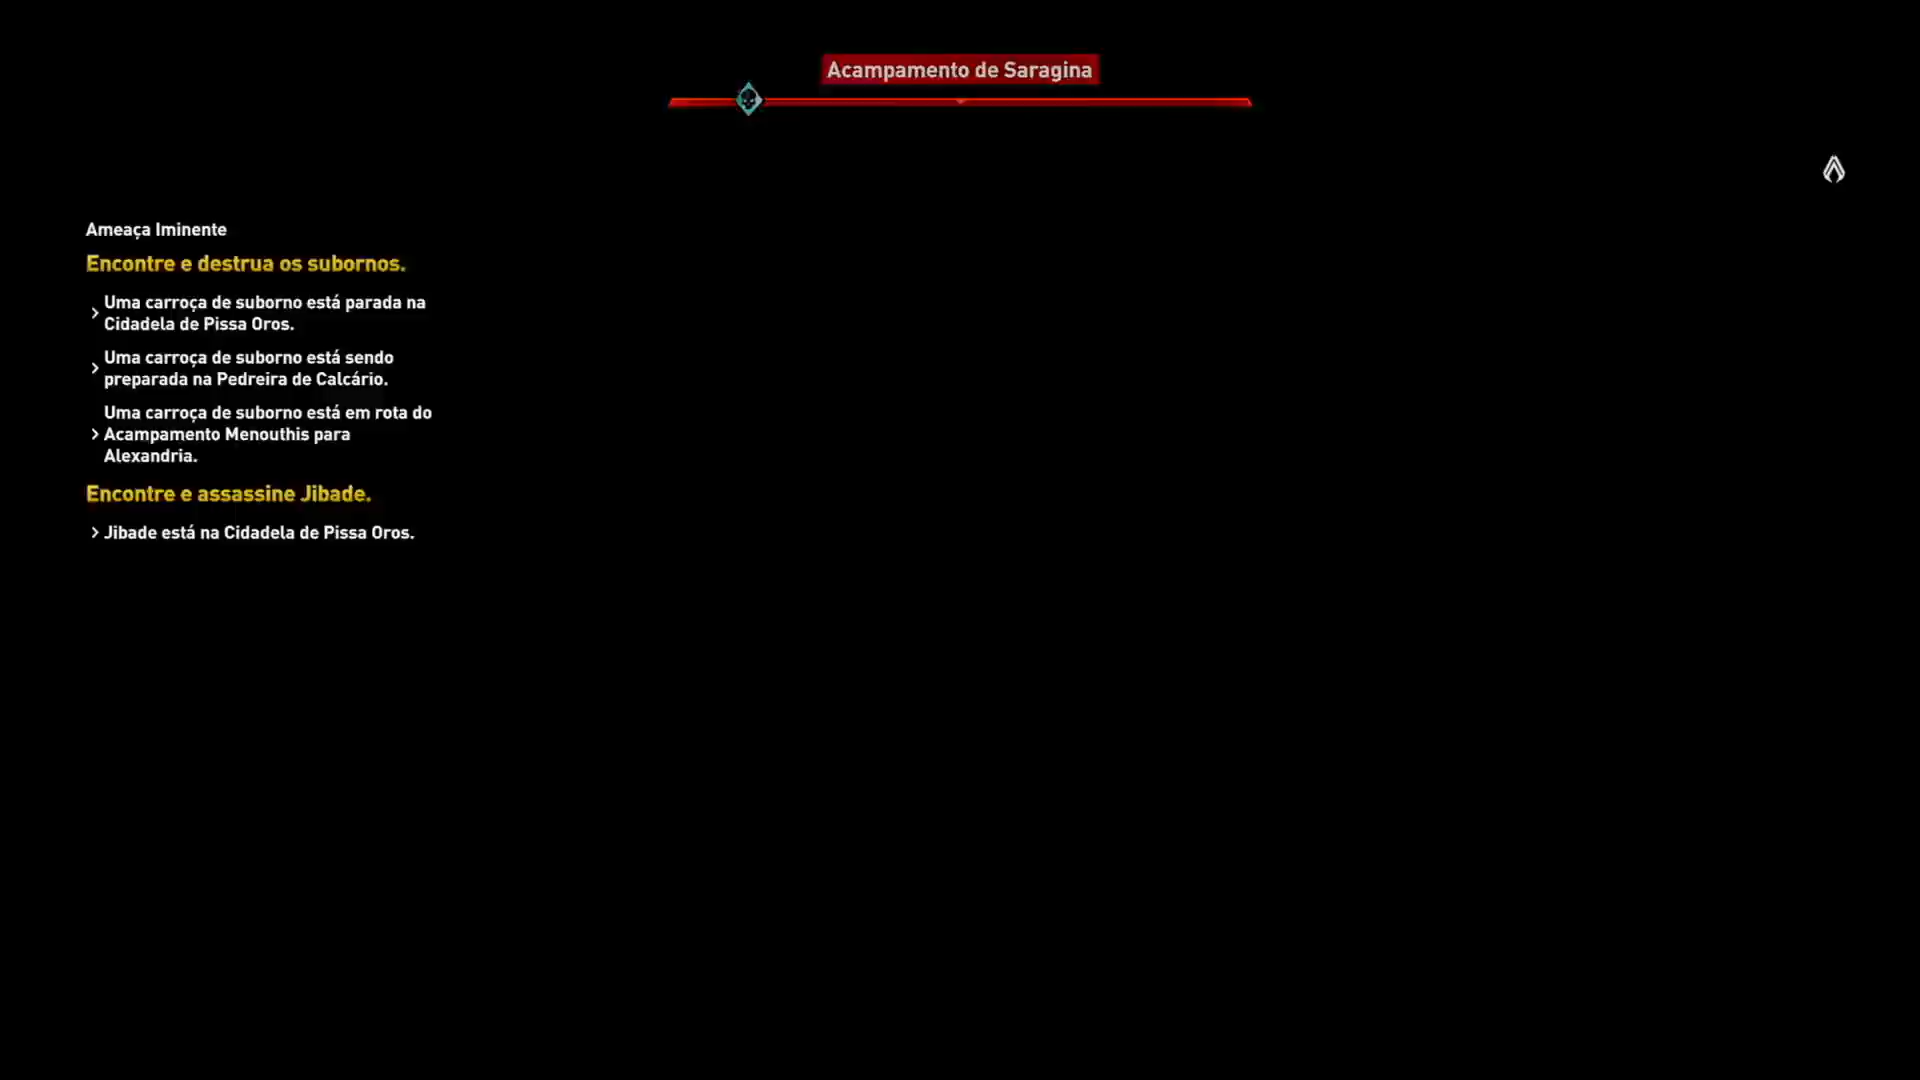 Acampamento de Saragina
Ameaça Iminente
Encontre e destrua os subornos.
Uma carroça de suborno está parada na
Cidadela de Pissa Oros.
Uma carroça de suborno está sendo
preparada na Pedreira de Calcário.
Uma carroça de suborno está em rota do
Acampamento Menouthis para
Alexandria.
Encontre e assassine Jibade.
Jibade está na Cidadela de Pissa Oros.